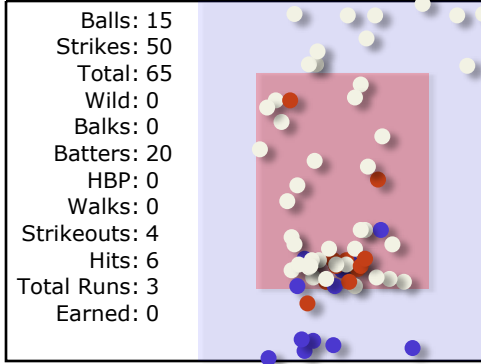 Balls: 15
Strikes: 50
Total: 65
Wild: 0
Balks: 0
Batters: 20
HBP: 0
Walks: 0
Strikeouts: 4
Hits: 6
Total Runs: 3
Earned: 0